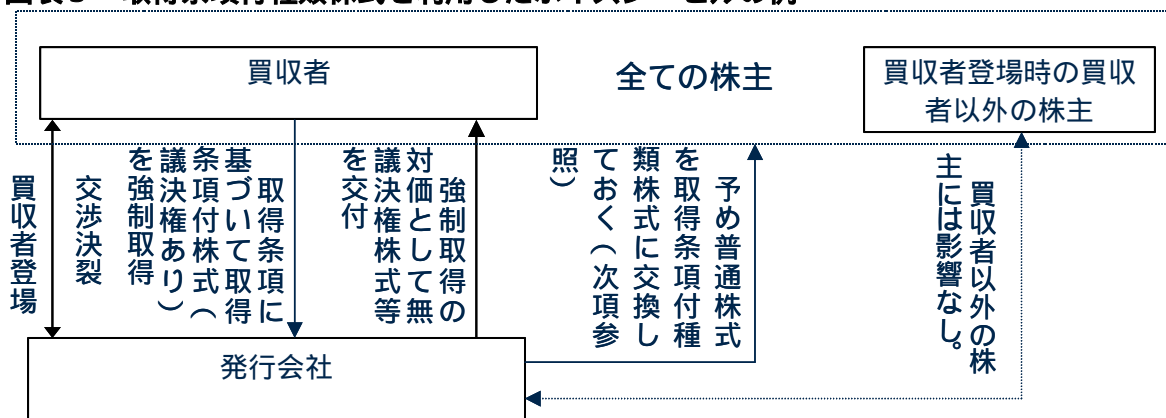 買収者
全ての株主
買収者登場時の買収
者以外の株主
買収者登場
交渉決裂
取得条項に
基づいて取得
条項付株式（
議決権あり）
を強制取得
強制取得の
対価として無
議決権株式等
を交付
予め普通株式
を取得条項付種
類株式に交換し
ておく（次項参
照）
買収者以外の株
主には影響なし。
発行会社